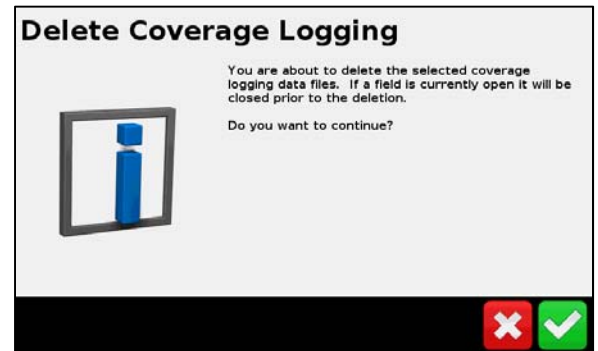 Delete Coverage Logging
You are about to delete the selected coverage
logging data files. If a field is currently open it will be
closed prior to the deletion.
Do you want to continue?